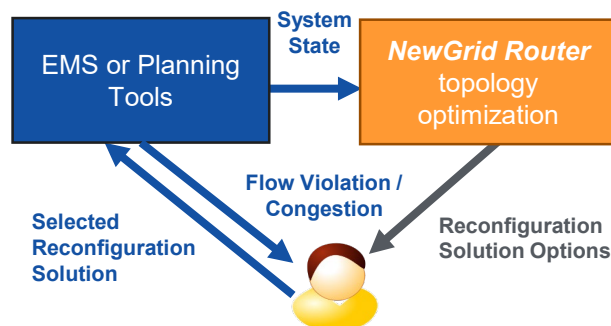 System
State
EMS or Planning
Tools
NewGrid Router
topology
optimization
Flow Violation /
Congestion
Selected
Reconfiguration
Solution
Reconfiguration
Solution Options